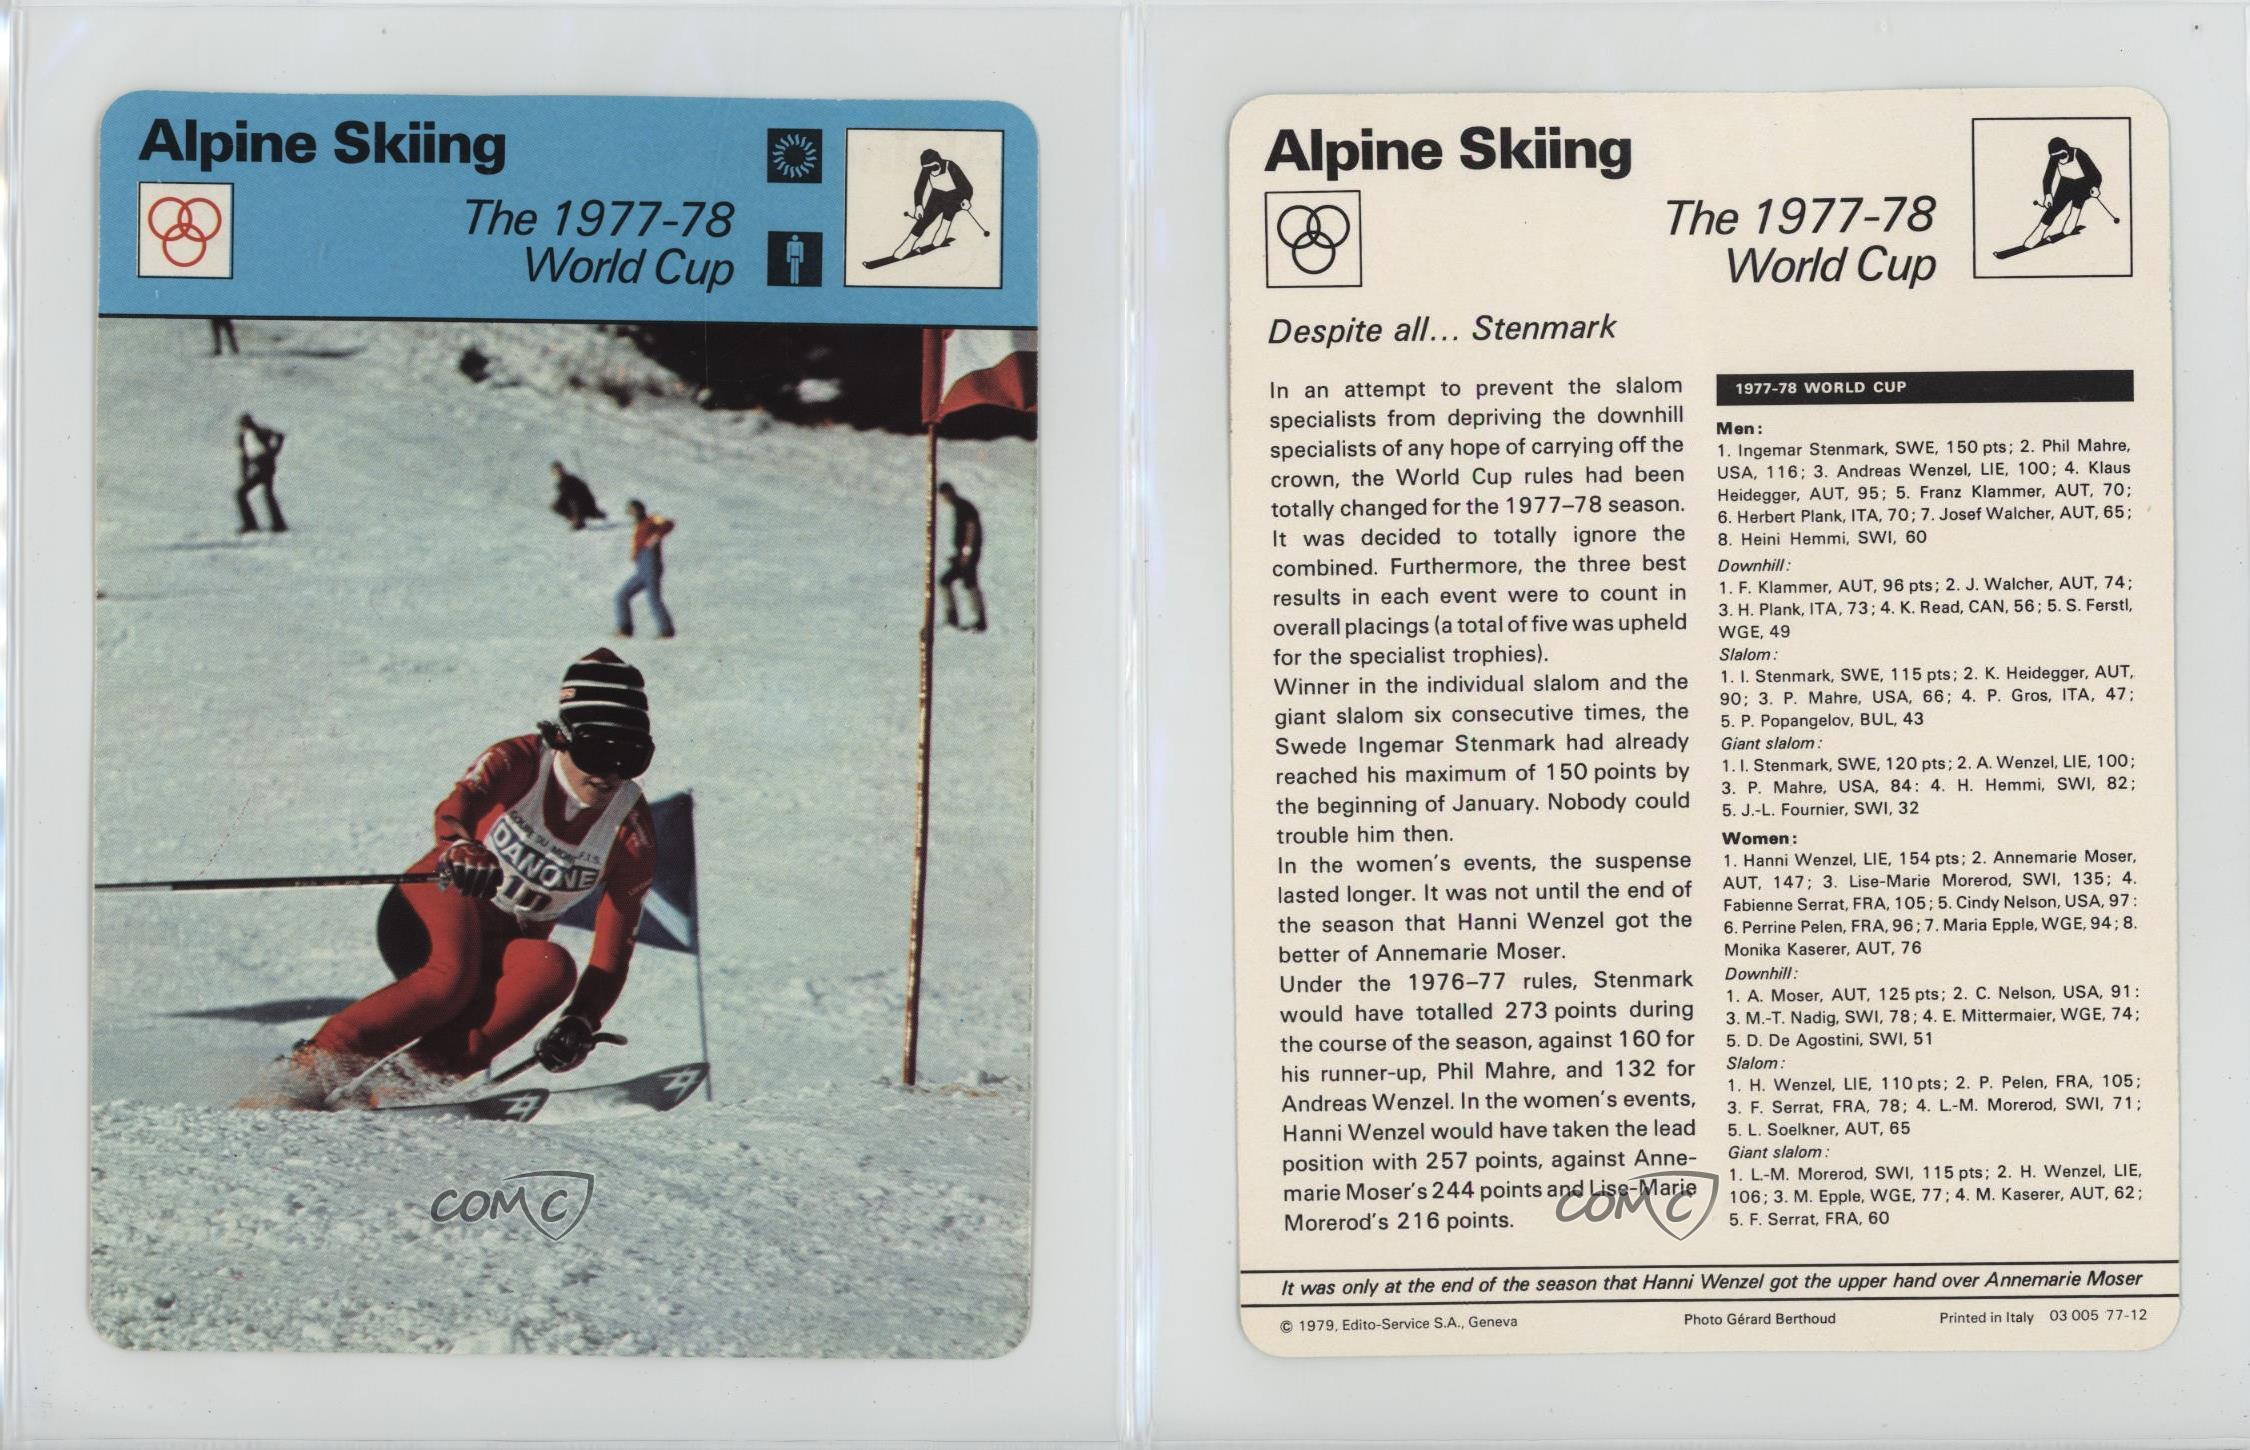 Alpine Skiing
The 1977-78
World Cup
COUPE DU MONDE F.I.S.
DANONE
10
COMC
Alpine Skiing
The 1977-78
World Cup
Despite all... Stenmark
In an attempt to prevent the slalom
specialists from depriving the downhill
specialists of any hope of carrying off the
crown, the World Cup rules had been
totally changed for the 1977–78 season.
It was decided to totally ignore the
combined. Furthermore, the three best
results in each event were to count in
overall placings (a total of five was upheld
for the specialist trophies).
Winner in the individual slalom and the
giant slalom six consecutive times, the
Swede Ingemar Stenmark had already
reached his maximum of 150 points by
the beginning of January. Nobody could
trouble him then.
In the women's events, the suspense
lasted longer. It was not until the end of
the season that Hanni Wenzel got the
better of Annemarie Moser.
Under the 1976–77 rules, Stenmark
would have totalled 273 points during
the course of the season, against 160 for
his runner-up, Phil Mahre, and 132 for
Andreas Wenzel. In the women's events,
Hanni Wenzel would have taken the lead
position with 257 points, against Anne-
marie Moser's 244 points and Lise-Marie
Morerod's 216 points.
COMC
1977-78 WORLD CUP
Men:
1. Ingemar Stenmark, SWE, 150 pts; 2. Phil Mahre,
USA, 116; 3. Andreas Wenzel, LIE, 100; 4. Klaus
Heidegger, AUT, 95; 5. Franz Klammer, AUT, 70;
6. Herbert Plank, ITA, 70; 7. Josef Walcher, AUT, 65;
8. Heini Hemmi, SWI, 60
Downhill:
1. F. Klammer, AUT, 96 pts; 2. J. Walcher, AUT, 74;
3. H. Plank, ITA, 73; 4. K. Read, CAN, 56; 5. S. Ferstl,
WGE, 49
Slalom:
1. I. Stenmark, SWE, 115 pts; 2. K. Heidegger, AUT,
90; 3. P. Mahre, USA, 66; 4. P. Gros, ITA, 47;
5. P. Popangelov, BUL, 43
Giant slalom:
1. I. Stenmark, SWE, 120 pts; 2. A. Wenzel, LIE, 100;
3. P. Mahre, USA, 84: 4. H. Hemmi, SWI, 82;
5. J.-L. Fournier, SWI, 32
Women:
1. Hanni Wenzel, LIE, 154 pts; 2. Annemarie Moser,
AUT, 147; 3. Lise-Marie Morerod, SWI, 135; 4.
Fabienne Serrat, FRA, 105; 5. Cindy Nelson, USA, 97:
6. Perrine Pelen, FRA, 96; 7. Maria Epple, WGE, 94; 8.
Monika Kaserer, AUT, 76
Downhill:
1. A. Moser, AUT, 125 pts; 2. C. Nelson, USA, 91:
3. M.-T. Nadig, SWI, 78; 4. E. Mittermaier, WGE, 74;
5. D. De Agostini, SWI, 51
Slalom:
1. H. Wenzel, LIE, 110 pts; 2. P. Pelen, FRA, 105;
3. F. Serrat, FRA, 78; 4. L.-M. Morerod, SWI, 71;
5. L. Soelkner, AUT, 65
Giant slalom:
1. L.-M. Morerod, SWI, 115 pts; 2. H. Wenzel, LIE,
106; 3. M. Epple, WGE, 77; 4. M. Kaserer, AUT, 62;
5. F. Serrat, FRA, 60
It was only at the end of the season that Hanni Wenzel got the upper hand over Annemarie Moser
© 1979, Edito-Service S.A., Geneva Photo Gérard Berthoud Printed in Italy 03 005 77-12